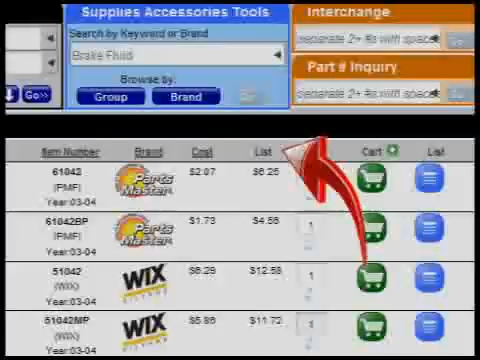 Supplies Accessories Tools
Search by Keyword or Brand
Brake Fluid
Browse by:
Group
Brand
Go>>
Interchange
separate 2+ #s with space
Part # Inquiry
separate 2+ #s with space
Item Number Brand Cost List Cart List
61042 Parts Master $2.07 $6.25
(PMF)
Year:03-04
61042BP Parts Master $1.73 $4.56 1
(PMF)
Year:03-04
51042 WIX FILTERS $6.29 $12.58 1
(WIX)
Year:03-04
51042MP WIX FILTERS $5.86 $11.72 1
(WIX)
Year:03-04